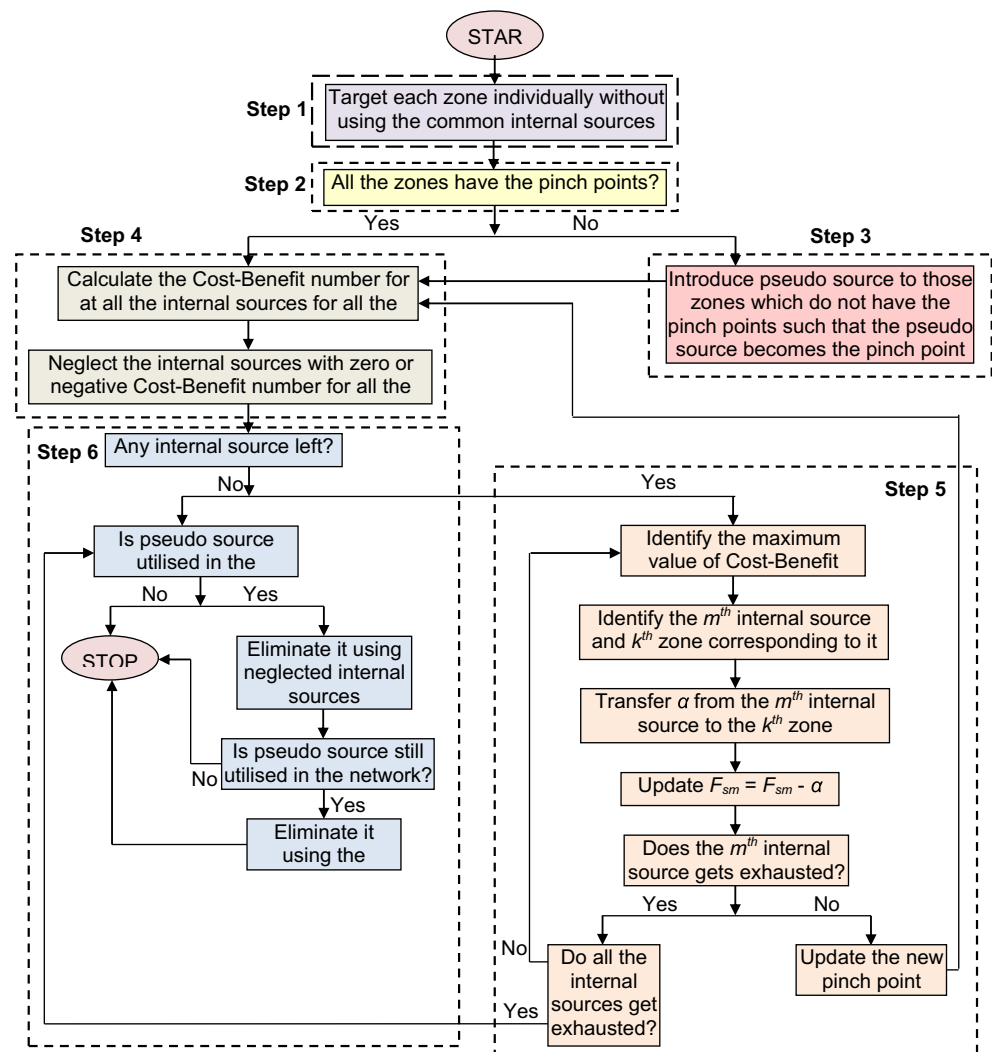 STAR
Step 1
Target each zone individually without
using the common internal sources
Step 2
All the zones have the pinch points?
Yes
No
Step 4
Step 3
Calculate the Cost-Benefit number for
at all the internal sources for all the
Introduce pseudo source to those
zones which do not have the
pinch points such that the pseudo
source becomes the pinch point
Neglect the internal sources with zero or
negative Cost-Benefit number for all the
Step 6
Any internal source left?
No
Yes
Step 5
Is pseudo source
utilised in the
No
Yes
STOP
Eliminate it using
neglected internal
sources
Is pseudo source still
utilised in the network?
No
Yes
Eliminate it
using the
Identify the maximum
value of Cost-Benefit
Identify the mth internal source
and kth zone corresponding to it
Transfer α from the mth internal
source to the kth zone
Update Fsm = Fsm - α
Does the mth internal
source gets exhausted?
Yes
No
No
Yes
Do all the
internal
sources get
exhausted?
Update the new
pinch point